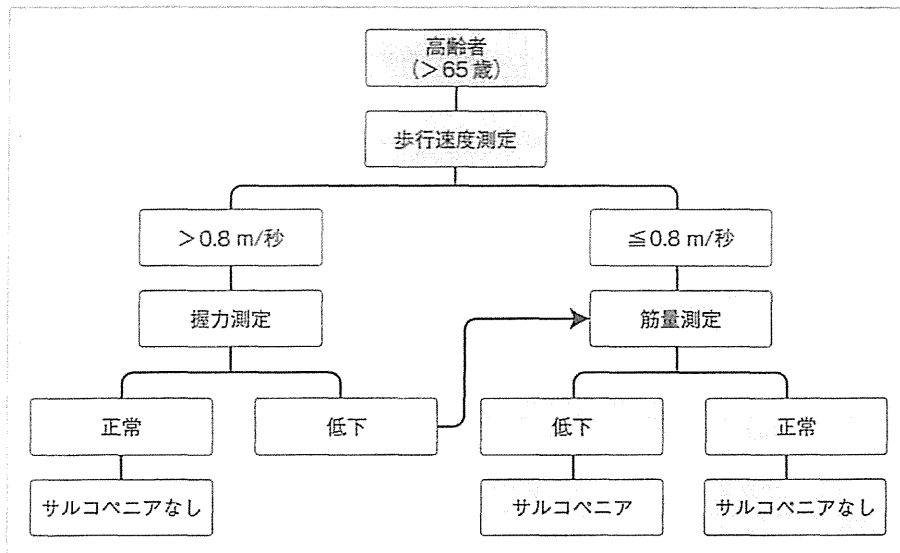 高齢者
(＞65歳)
歩行速度測定
＞0.8 m/秒
≦0.8 m/秒
握力測定
筋量測定
正常
低下
低下
正常
サルコペニアなし
サルコペニア
サルコペニアなし